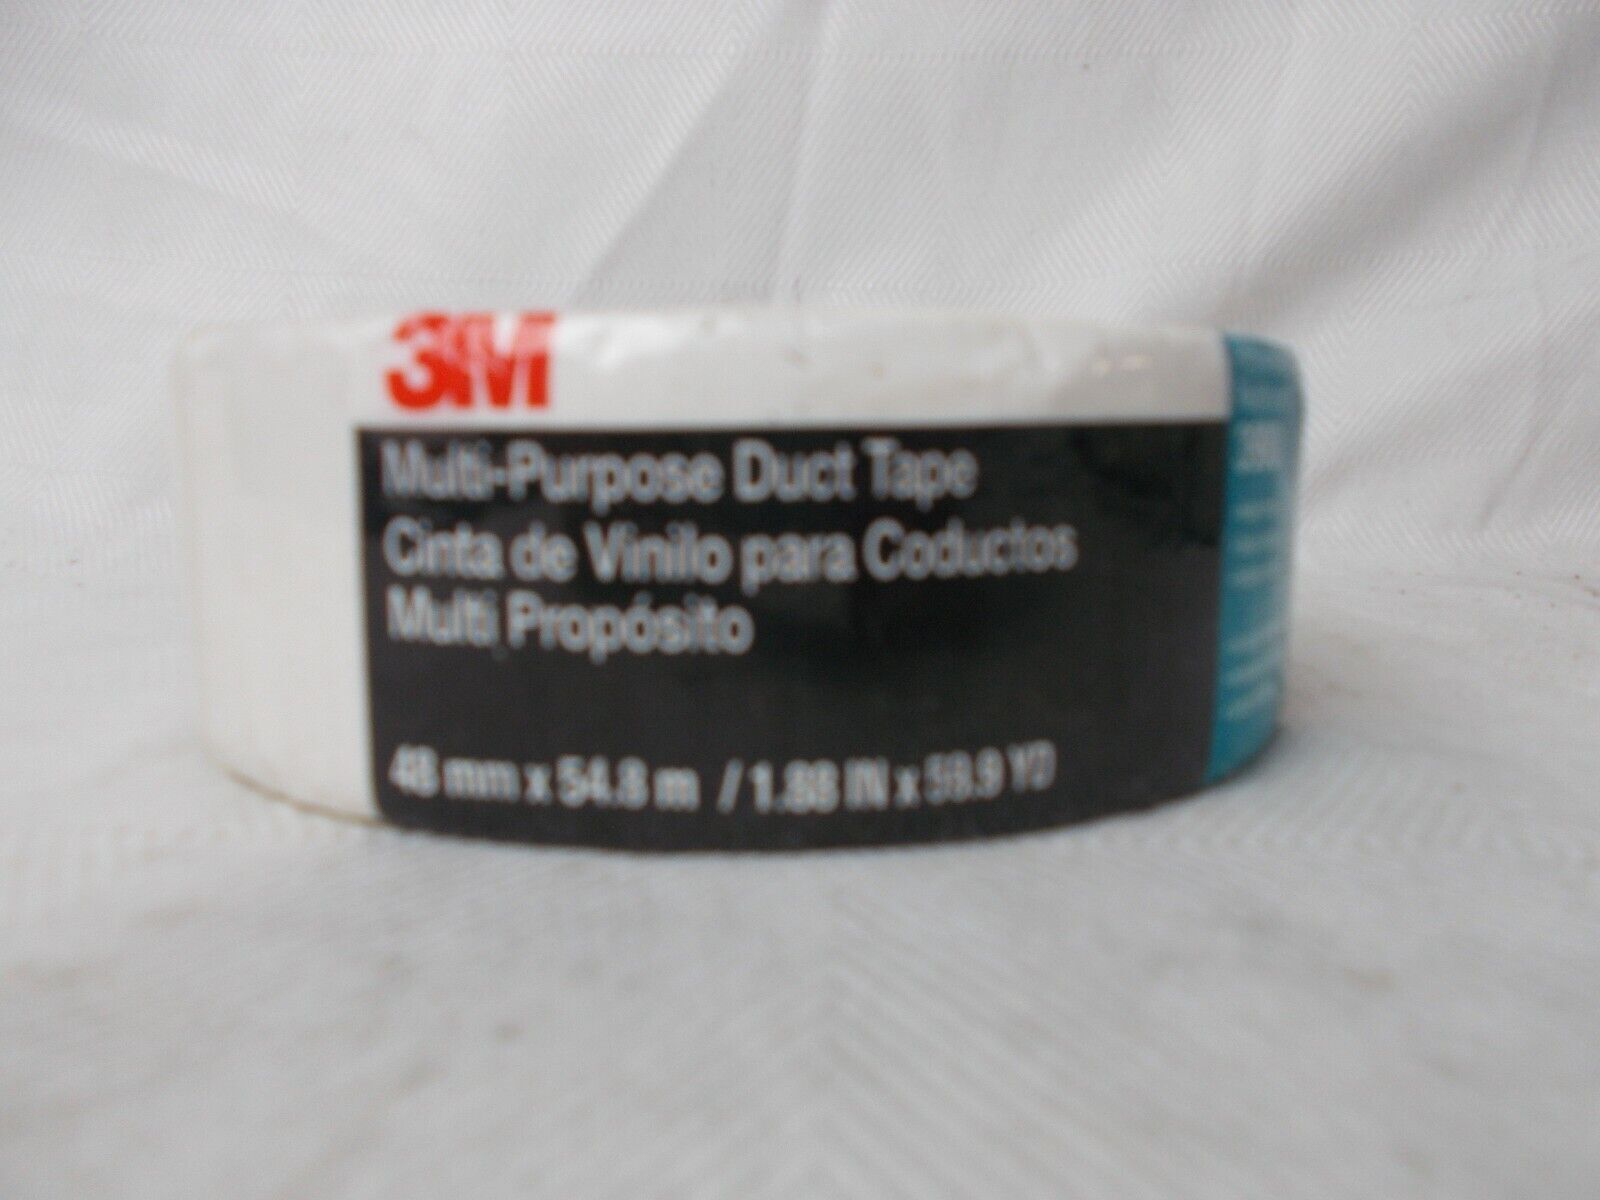 3M
Multi-Purpose Duct Tape
Cinta de Vinilo para Coductos
Multi Propósito
48 mm x 54.8 m / 1.88 IN x 59.9 YD